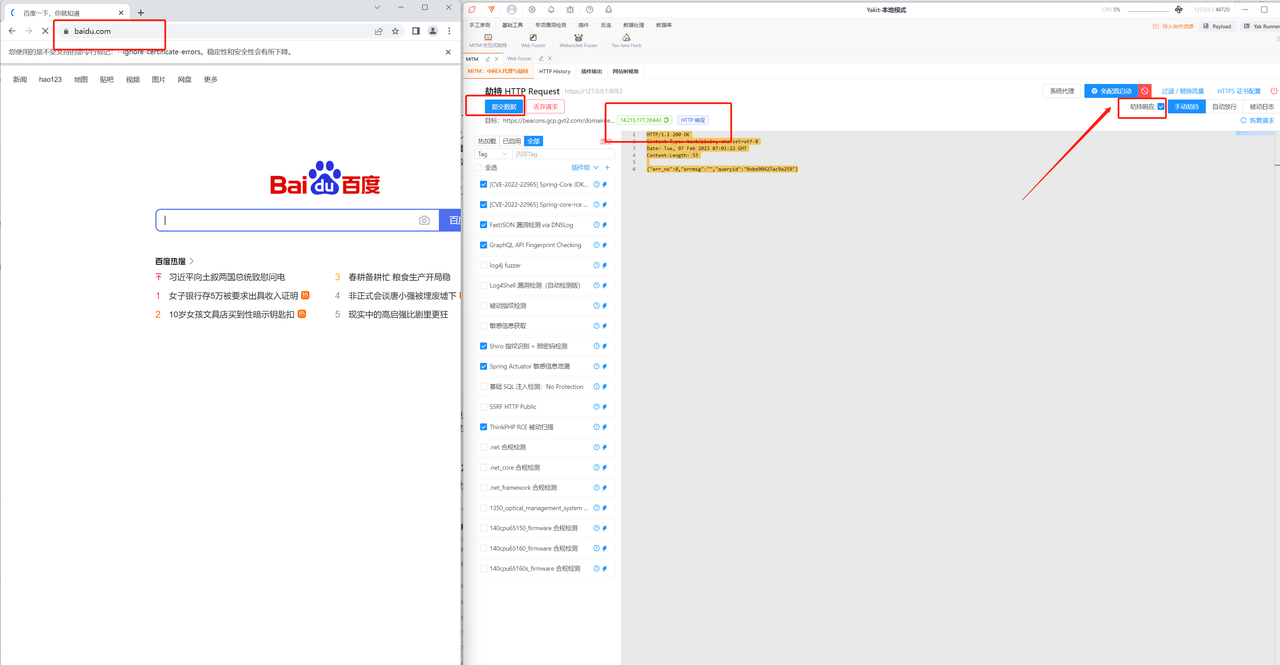 百度一下，你就知道
baidu.com
您使用的是不受支持的命令行标记：--ignore-certificate-errors。稳定性和安全性会有所下降。
新闻 hao123 地图 贴吧 视频 图片 网盘 更多
Bai du 百度
百度
百度热搜
习近平向土叙两国总统致慰问电
3 春耕备耕忙 粮食生产开局稳
1 女子银行存5万被要求出具收入证明 热
4 非正式会谈唐小强被埋废墟下
2 10岁女孩文具店买到性暗示钥匙扣 热
5 现实中的高启强比剧里更狂
Yakit-本地模式
CPU 5%
127.0.0.1:48720
手工渗透 基础工具 专项漏洞检测 插件 反连 数据处理 数据库
导入协作资源 Payload Yak Runner
MITM 交互式劫持 Web Fuzzer Websocket Fuzzer Yso-Java Hack
MITM Web Fuzzer
MITM：中间人代理与劫持 HTTP History 插件输出 网站树视角
劫持 HTTP Request https://127.0.0.1:8083
系统代理 免配置启动 过滤 / 替换流量 HTTPS 证书配置
提交数据 丢弃请求
劫持响应: 手动劫持 自动放行 被动日志
目标：https://beacons.gcp.gvt2.com/domainre...
14.215.177.39:443 HTTP 响应
恢复请求
热加载 已启用 全部
Tag 选择Tag
全选 插件组
[CVE-2022-22965] Spring-Core JDK...
[CVE-2022-22965] Spring-core-rce ...
FastJSON 漏洞检测 via DNSLog
GraphQL API Fingerprint Checking
log4j fuzzer
Log4Shell 漏洞检测（自动检测版）
被动指纹检测
敏感信息获取
Shiro 指纹识别 + 弱密码检测
Spring Actuator 敏感信息泄漏
基础 SQL 注入检测：No Protection
SSRF HTTP Public
ThinkPHP RCE 被动扫描
.net 合规检测
.net_core 合规检测
.net_framework 合规检测
1350_optical_management_system ...
140cpu65150_firmware 合规检测
140cpu65160_firmware 合规检测
140cpu65160s_firmware 合规检测
1 HTTP/1.1 200 OK
2 Content-Type: text/plain; charset=utf-8
3 Date: Tue, 07 Feb 2023 07:01:22 GMT
4 Content-Length: 53
5
6 {"err_no":0,"errmsg":"","queryid":"0xbe90427ac9a259"}